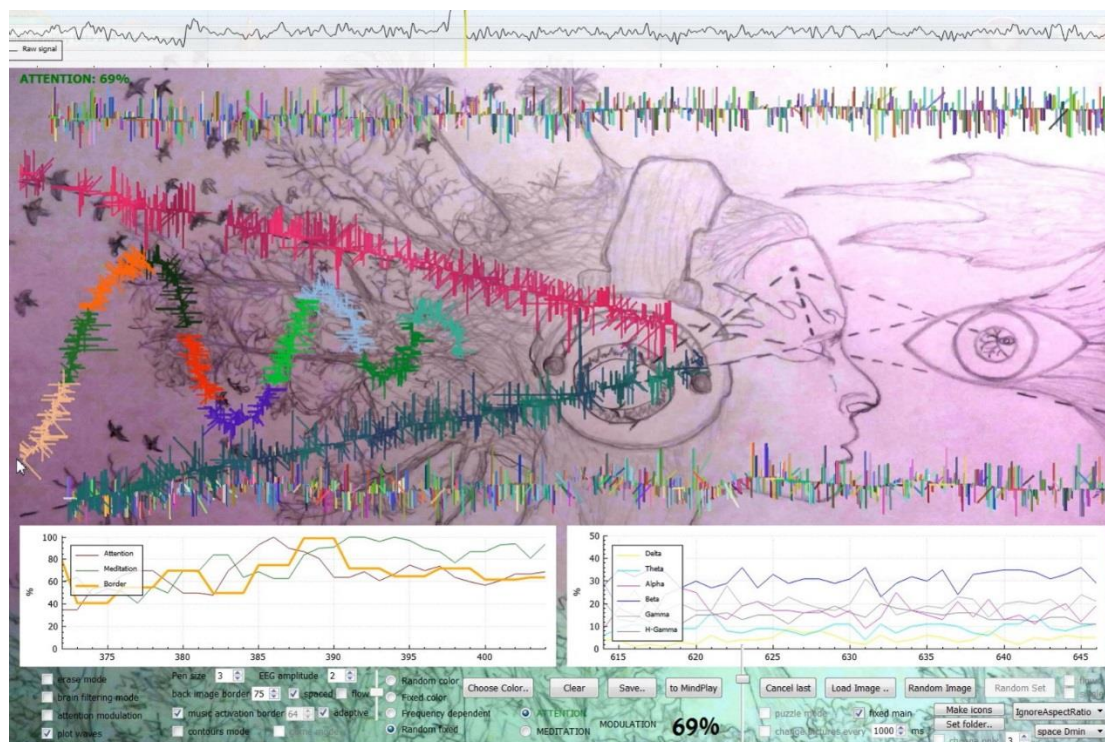 Raw signal
ATTENTION: 69%
100
80
60
40
20
0
%
Attention
Meditation
Border
375 380 385 390 395 400
50
40
30
20
10
0
%
Delta
Theta
Alpha
Beta
Gamma
H-Gamma
615 620 625 630 635 640 645
erase mode
brain filtering mode
attention modulation
plot waves
Pen size 3 EEG amplitude 2
back image border 75 spaced flow
music activation border 64 adaptive
contours mode
Random color
Fixed color
Frequency dependent
Random fixed
Choose Color.. Clear Save.. to MindPlay
ATTENTION
MEDITATION
MODULATION 69%
Cancel last Load Image .. Random Image Random Set
puzzle mode fixed main
change pictures every 1000 ms
Make icons IgnoreAspectRatio
Set folder.. space Dmin
3